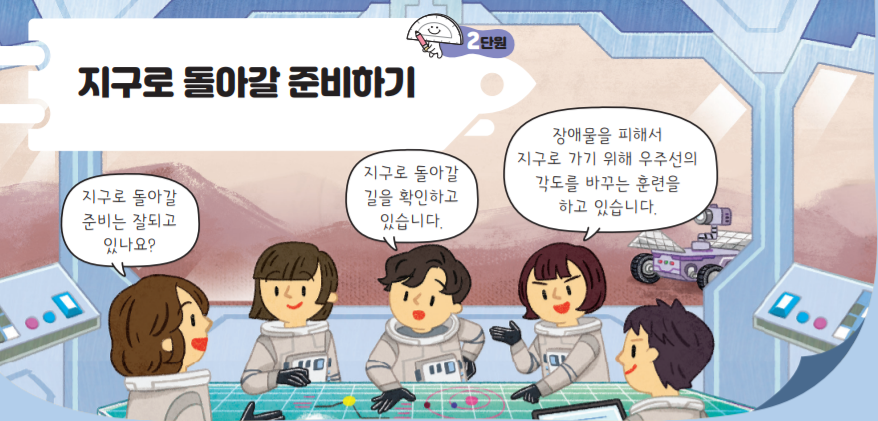 2단원
지구로 돌아갈 준비하기
지구로 돌아갈
준비는 잘되고
있나요?
지구로 돌아갈
길을 확인하고
있습니다.
장애물을 피해서
지구로 가기 위해 우주선의
각도를 바꾸는 훈련을
하고 있습니다.